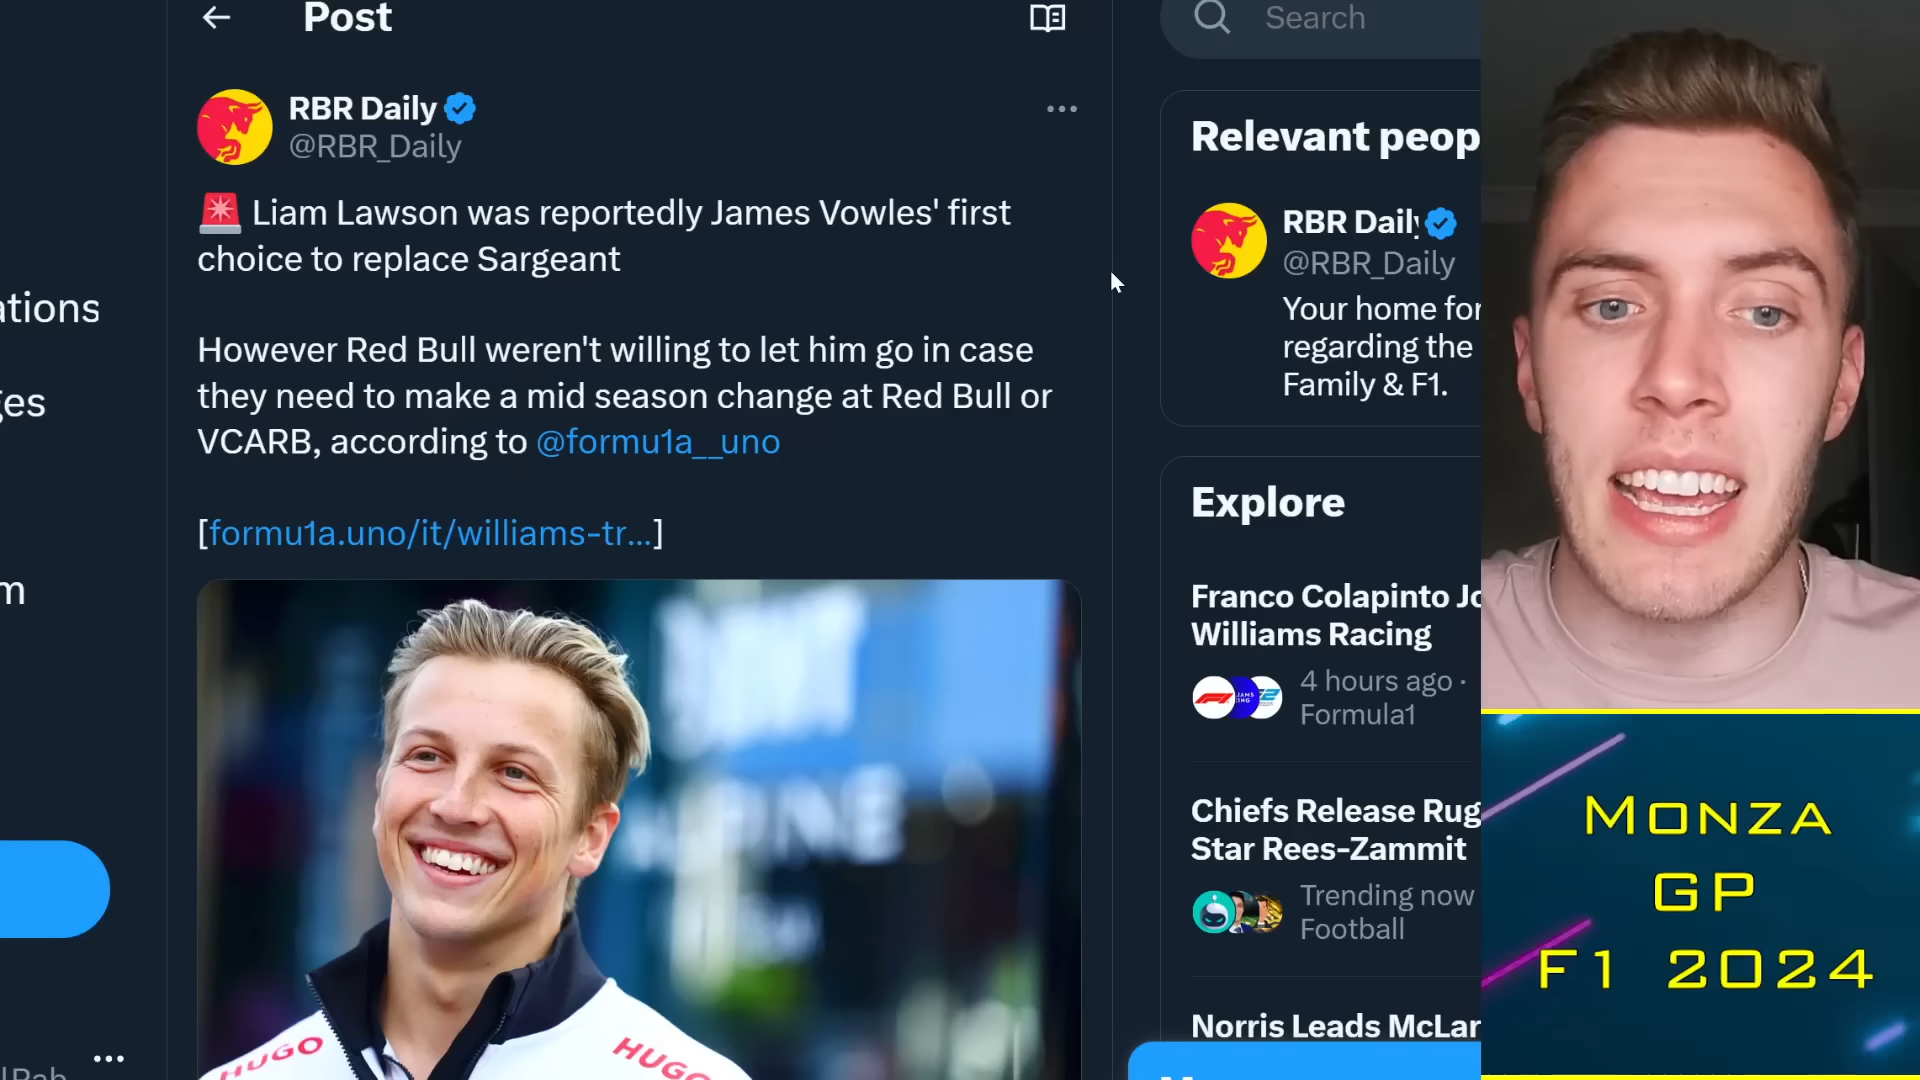 Post
Search
RBR Daily
@RBR_Daily
Liam Lawson was reportedly James Vowles' first
choice to replace Sargeant
However Red Bull weren't willing to let him go in case
they need to make a mid season change at Red Bull or
VCARB, according to @formu1a__uno
[formu1a.uno/it/williams-tr...]
HUGO
HUGO
ations
ges
m
Relevant peop
RBR Daily
@RBR_Daily
Your home for
regarding the
Family & F1.
Explore
Franco Colapinto Jo
Williams Racing
4 hours ago ·
Formula1
Chiefs Release Rug
Star Rees-Zammit
Trending now
Football
Norris Leads McLar
MONZA
GP
F1 2024